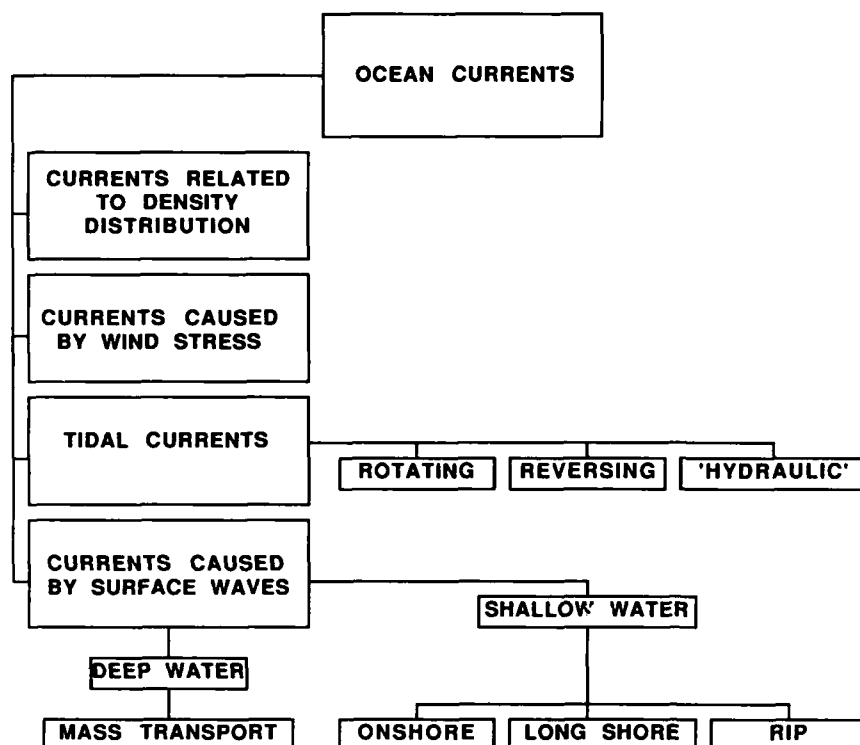 OCEAN CURRENTS
CURRENTS RELATED
TO DENSITY
DISTRIBUTION
CURRENTS CAUSED
BY WIND STRESS
TIDAL CURRENTS
ROTATING
REVERSING
'HYDRAULIC'
CURRENTS CAUSED
BY SURFACE WAVES
SHALLOW WATER
DEEP WATER
MASS TRANSPORT
ONSHORE
LONG SHORE
RIP